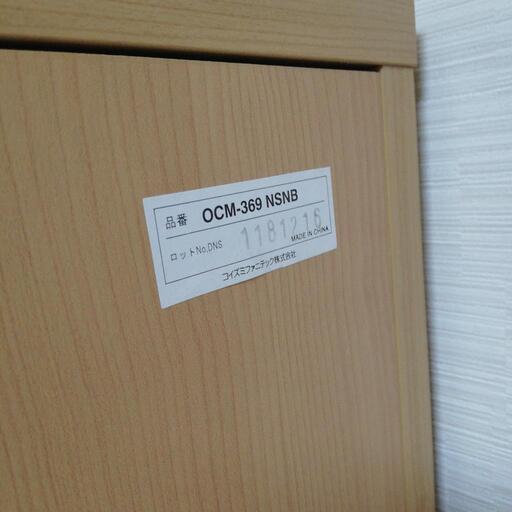 品番 OCM-369 NSNB
ロットNo,DNS 1181216
MADE IN CHINA
コイズミファニテック株式会社